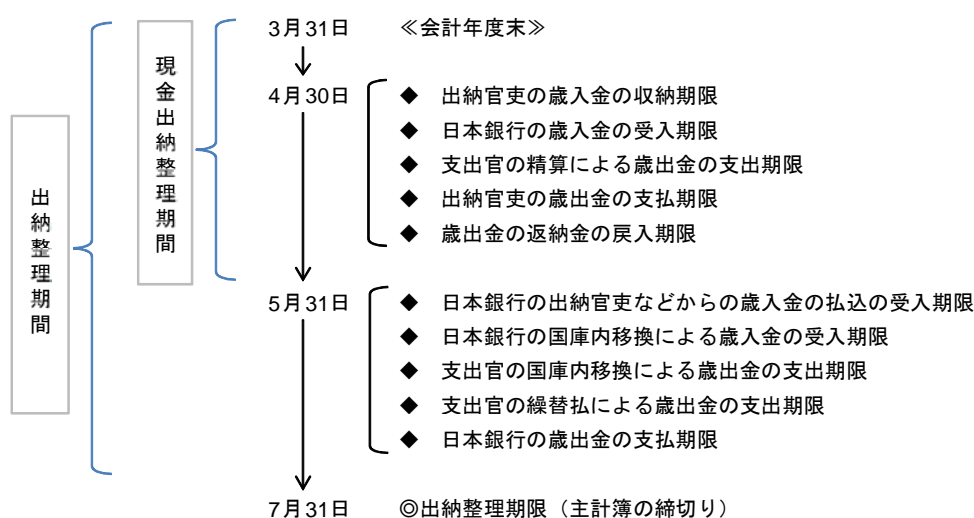 出納整理期間
現金出納整理期間
3月31日 ≪会計年度末≫
4月30日
◆ 出納官吏の歳入金の収納期限
◆ 日本銀行の歳入金の受入期限
◆ 支出官の精算による歳出金の支出期限
◆ 出納官吏の歳出金の支払期限
◆ 歳出金の返納金の戻入期限
5月31日
◆ 日本銀行の出納官吏などからの歳入金の払込の受入期限
◆ 日本銀行の国庫内移換による歳入金の受入期限
◆ 支出官の国庫内移換による歳出金の支出期限
◆ 支出官の繰替払による歳出金の支出期限
◆ 日本銀行の歳出金の支払期限
7月31日 ◎出納整理期限（主計簿の締切り）